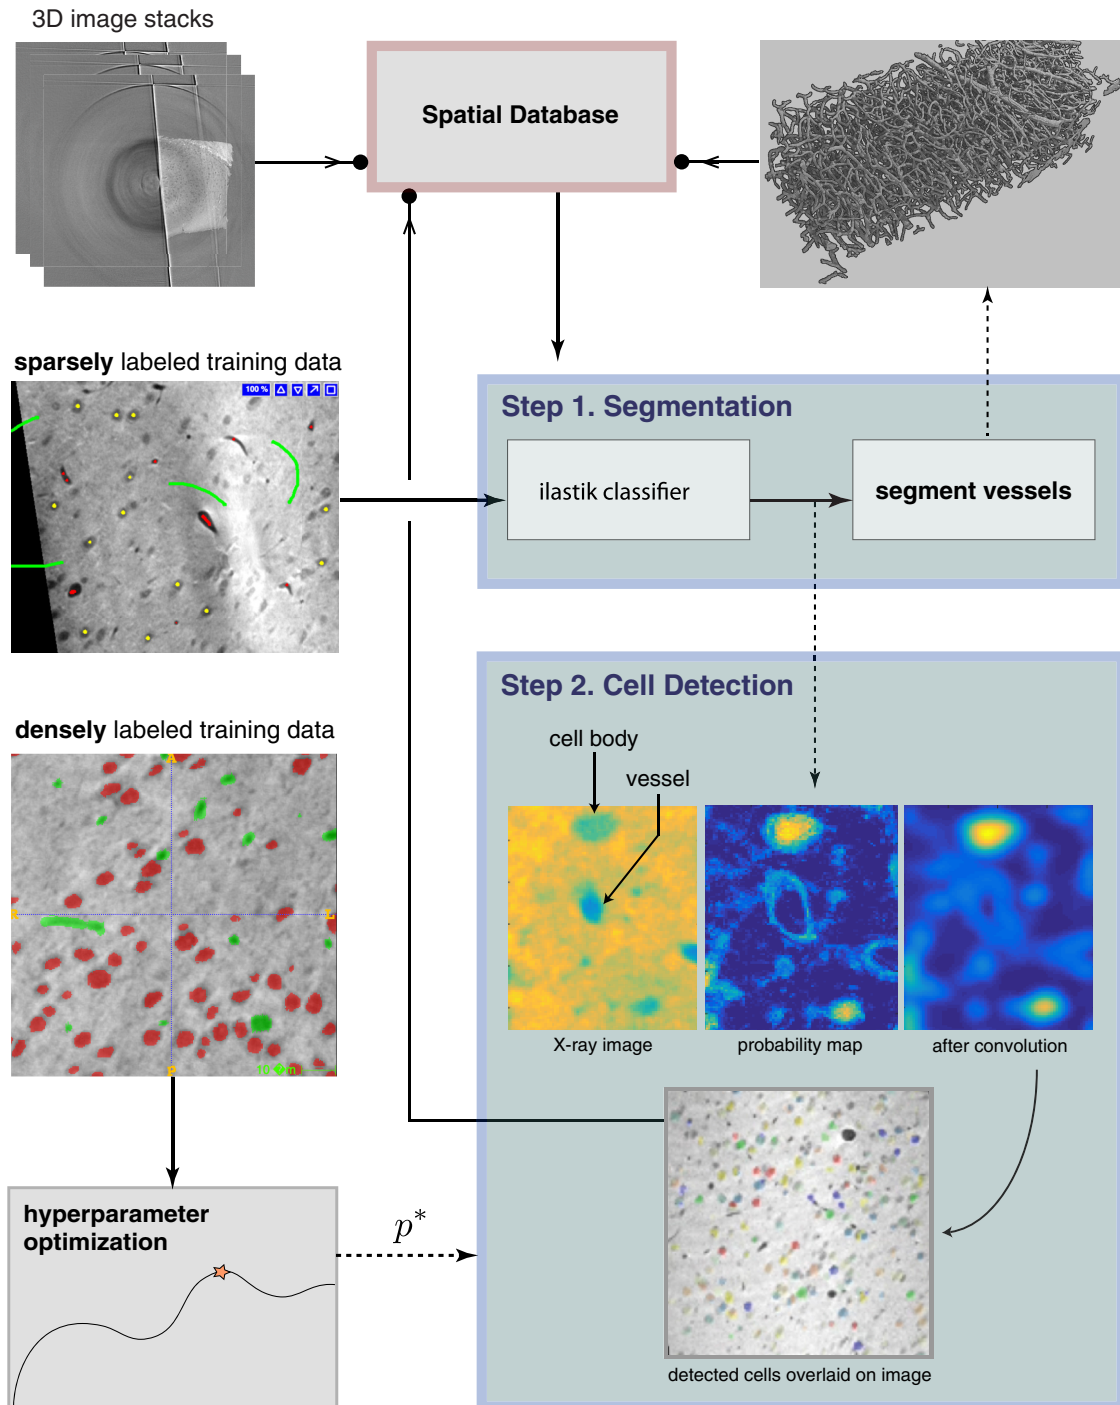 3D image stacks
Spatial Database
sparsely labeled training data
100 %
Step 1. Segmentation
ilastik classifier
segment vessels
Step 2. Cell Detection
cell body
vessel
densely labeled training data
A
L
P
X-ray image
probability map
after convolution
hyperparameter
optimization
p*
detected cells overlaid on image